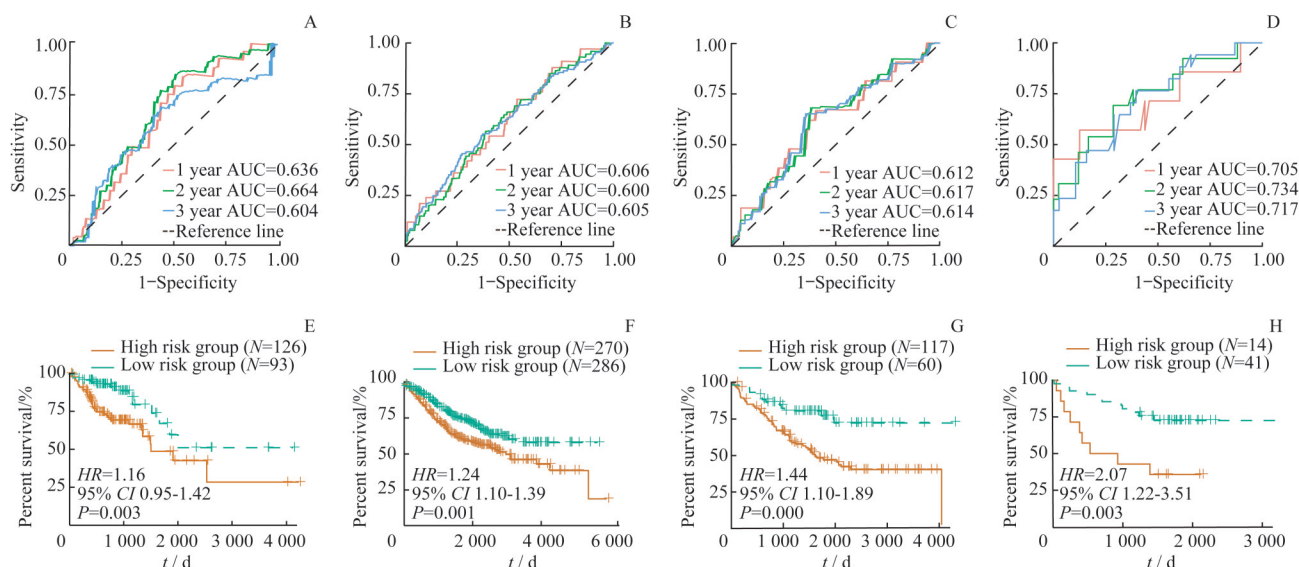 A
1.00
0.75
0.50
0.25
Sensitivity
1 year AUC=0.636
2 year AUC=0.664
3 year AUC=0.604
Reference line
0
0.25
0.50
0.75
1.00
1−Specificity
B
1.00
0.75
0.50
0.25
Sensitivity
1 year AUC=0.606
2 year AUC=0.600
3 year AUC=0.605
Reference line
0
0.25
0.50
0.75
1.00
1−Specificity
C
1.00
0.75
0.50
0.25
Sensitivity
1 year AUC=0.612
2 year AUC=0.617
3 year AUC=0.614
Reference line
0
0.25
0.50
0.75
1.00
1−Specificity
D
1.00
0.75
0.50
0.25
Sensitivity
1 year AUC=0.705
2 year AUC=0.734
3 year AUC=0.717
Reference line
0
0.25
0.50
0.75
1.00
1−Specificity
E
High risk group (N=126)
Low risk group (N=93)
100
75
50
25
Percent survival/%
HR=1.16
95% CI 0.95-1.42
P=0.003
0
1 000
2 000
3 000
4 000
t / d
F
High risk group (N=270)
Low risk group (N=286)
100
75
50
25
Percent survival/%
HR=1.24
95% CI 1.10-1.39
P=0.001
0
2 000
4 000
6 000
t / d
G
High risk group (N=117)
Low risk group (N=60)
100
75
50
25
Percent survival/%
HR=1.44
95% CI 1.10-1.89
P=0.000
0
1 000
2 000
3 000
4 000
t / d
H
High risk group (N=14)
Low risk group (N=41)
100
75
50
25
Percent survival/%
HR=2.07
95% CI 1.22-3.51
P=0.003
0
1 000
2 000
3 000
t / d